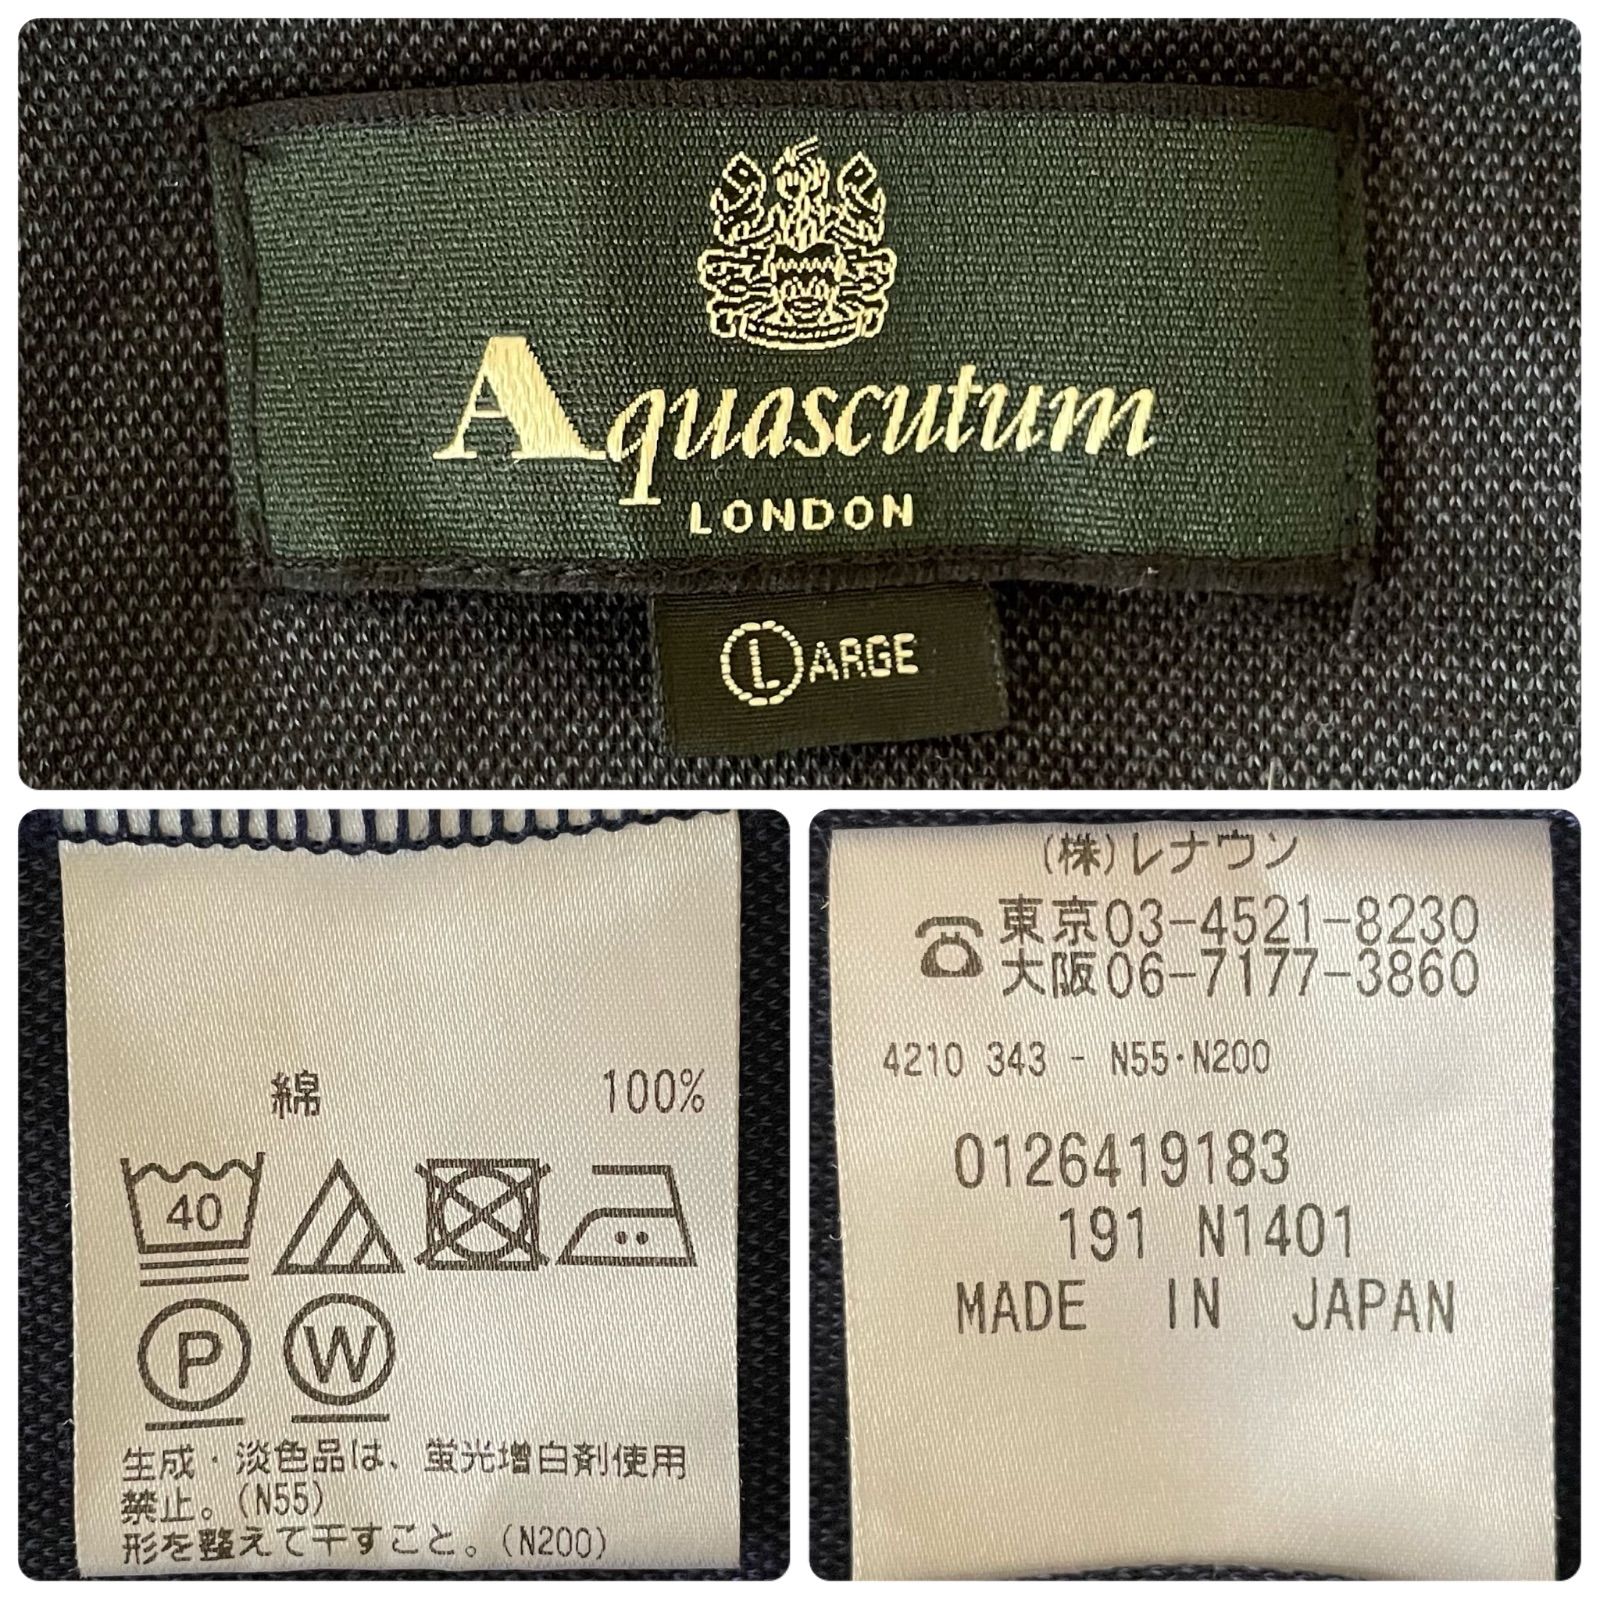 Aquascutum
LONDON
LARGE
綿 100%
40
P W
生成・淡色品は、蛍光増白剤使用
禁止。(N55)
形を整えて干すこと。(N200)
(株)レナウン
☎東京03-4521-8230
大阪06-7177-3860
4210 343 - N55・N200
0126419183
191 N1401
MADE IN JAPAN